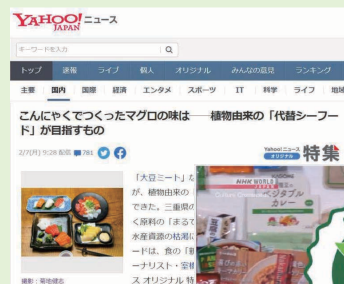 YAHOO! ニュース
JAPAN
キーワードを入力
トップ 速報 ライブ 個人 オリジナル みんなの意見 ランキング
主要 国内 国際 経済 エンタメ スポーツ IT 科学 ライフ 地域
こんにゃくでつくったマグロの味は――植物由来の「代替シーフー
ド」が目指すもの
2/7(月) 9:28 配信 781
Yahoo!ニュース
オリジナル 特集
「大豆ミート」な
が、植物由来の「
できた。三重県の
く原料の「まるで
水産資源の枯渇に
ードは、食の「新
ーナリスト・室橋
ス オリジナル 特
撮影：菊地健志
NHK WORLD
KAGOME
ベジタブル
カレー